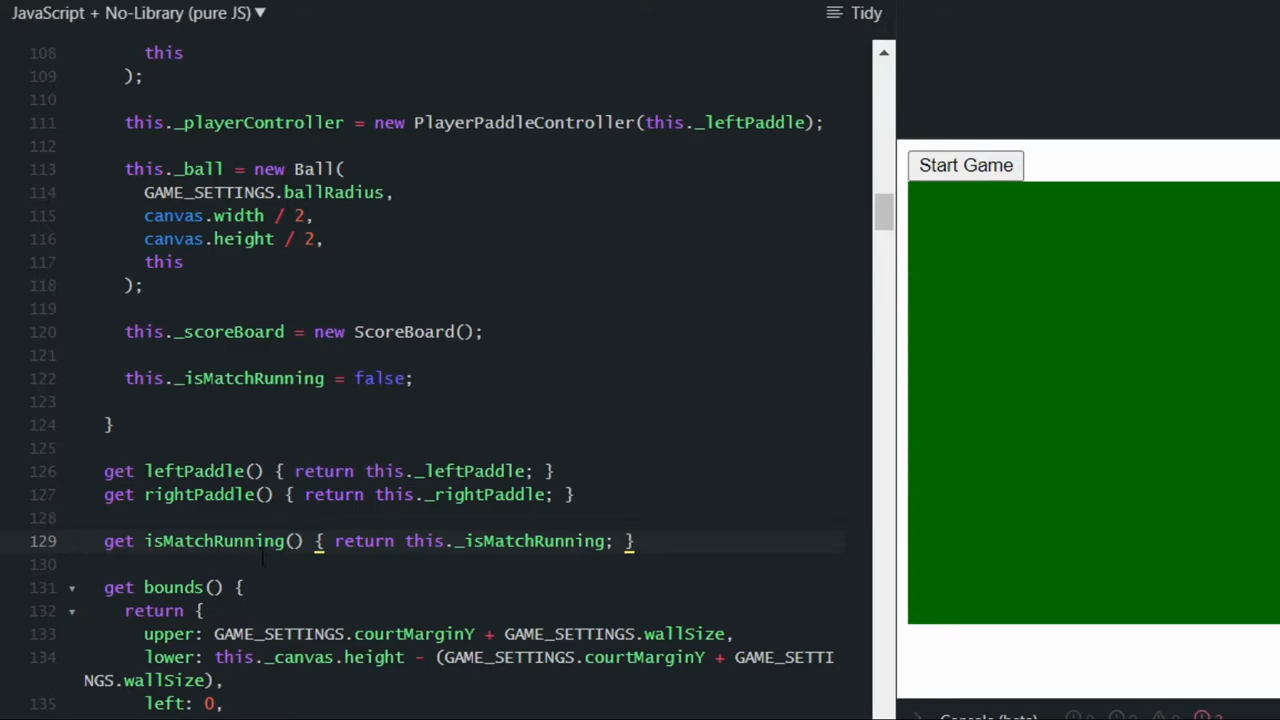 JavaScript + No-Library (pure JS) ▼
Tidy
108 this
109 );
110
111 this._playerController = new PlayerPaddleController(this._leftPaddle);
112
113 this._ball = new Ball(
114 GAME_SETTINGS.ballRadius,
115 canvas.width / 2,
116 canvas.height / 2,
117 this
118 );
119
120 this._scoreBoard = new ScoreBoard();
121
122 this._isMatchRunning = false;
123
124 }
125
126 get leftPaddle() { return this._leftPaddle; }
127 get rightPaddle() { return this._rightPaddle; }
128
129 get isMatchRunning() { return this._isMatchRunning; }
130
131 get bounds() {
132 return {
133 upper: GAME_SETTINGS.courtMarginY + GAME_SETTINGS.wallSize,
134 lower: this._canvas.height - (GAME_SETTINGS.courtMarginY + GAME_SETTI
NGS.wallSize),
135 left: 0,
Start Game
Console (beta)